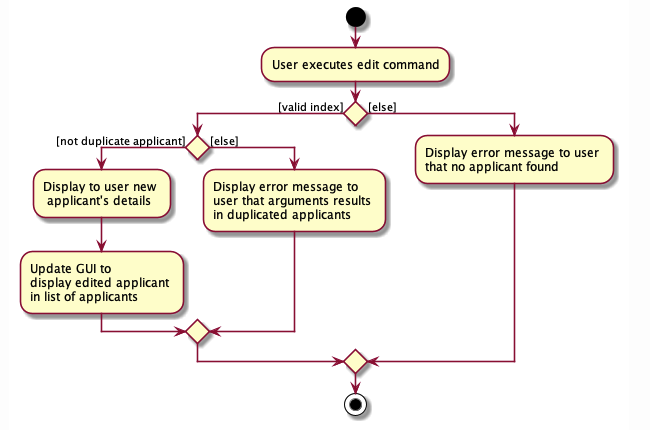 User executes edit command
[valid index]
[else]
[not duplicate applicant]
[else]
Display error message to user
that no applicant found
Display to user new
applicant's details
Display error message to
user that arguments results
in duplicated applicants
Update GUI to
display edited applicant
in list of applicants